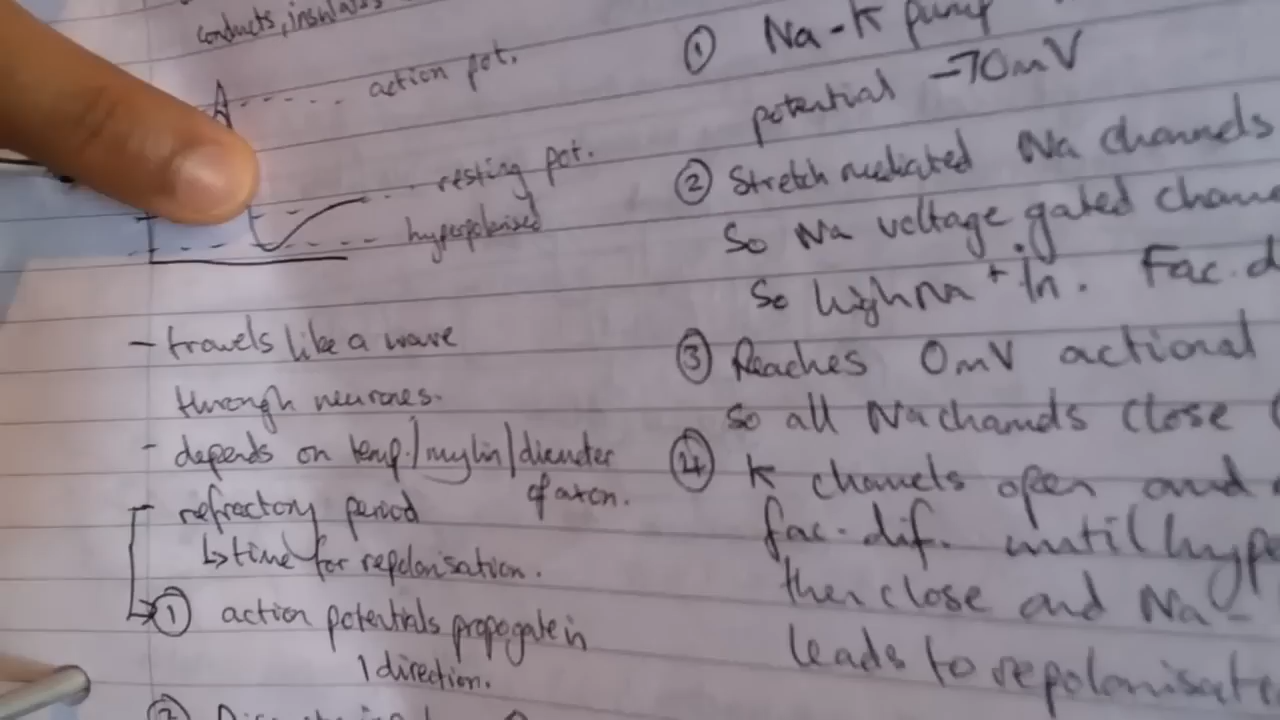 conducts, insulates
action pot.
resting pot.
hyperpolarised
- travels like a wave
through neurones.
- depends on temp./mylin/diameter
of axon.
- refractory period
↳ time for repolarisation.
① action potentials propogate in
1 direction.
②
① Na-K pump
potential -70mV
② Stretch mediated Na channels
So Na voltage gated chann
So high Na + in. Fac. d
③ Reaches 0mV actional
so all Na channels close (
④ K channels open and
fac. dif. until hype
then close and Na-
leads to repolarisat